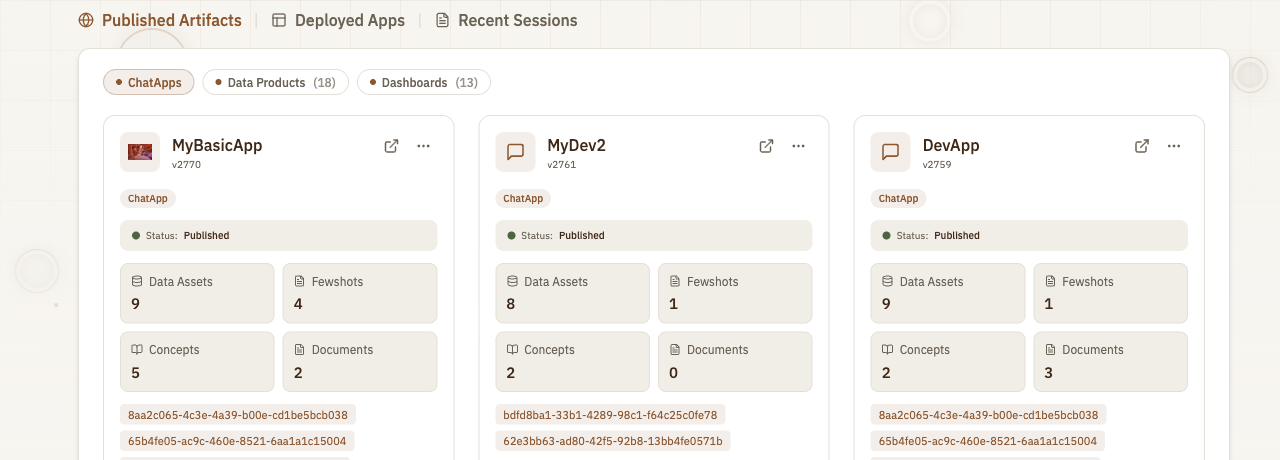 Published Artifacts | Deployed Apps | Recent Sessions
ChatApps Data Products (18) Dashboards (13)
MyBasicApp
v2770
ChatApp
Status: Published
Data Assets Fewshots
9 4
Concepts Documents
5 2
8aa2c065-4c3e-4a39-b00e-cd1be5bcb038
65b4fe05-ac9c-460e-8521-6aa1a1c15004
MyDev2
v2761
ChatApp
Status: Published
Data Assets Fewshots
8 1
Concepts Documents
2 0
bdfd8ba1-33b1-4289-98c1-f64c25c0fe78
62e3bb63-ad80-42f5-92b8-13bb4fe0571b
DevApp
v2759
ChatApp
Status: Published
Data Assets Fewshots
9 1
Concepts Documents
2 3
8aa2c065-4c3e-4a39-b00e-cd1be5bcb038
65b4fe05-ac9c-460e-8521-6aa1a1c15004